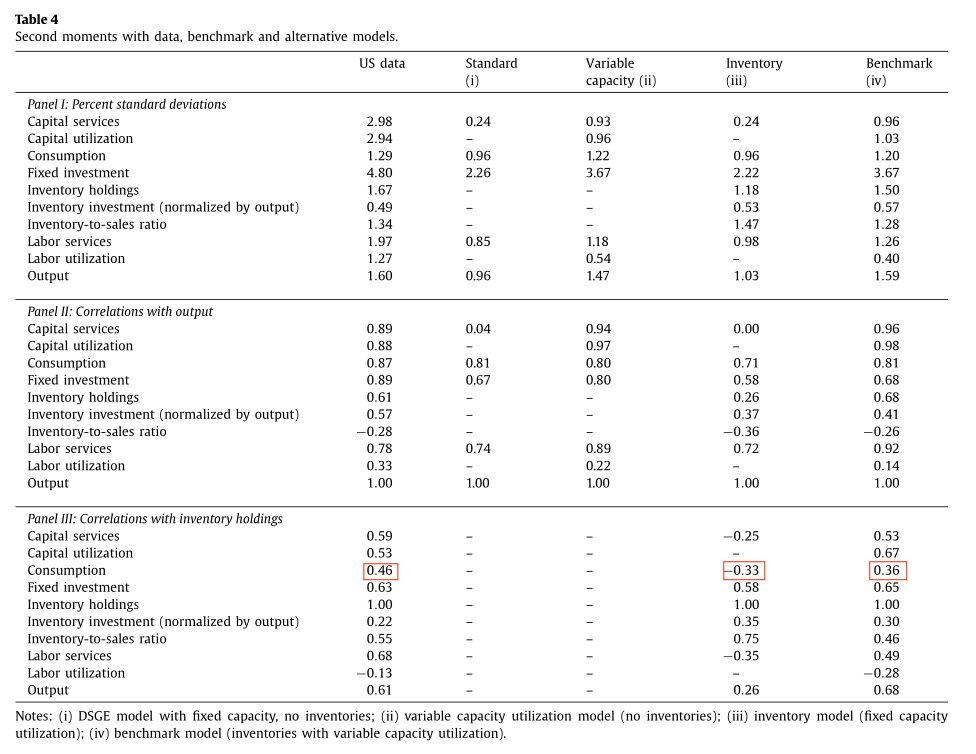 Table 4
Second moments with data, benchmark and alternative models.
US data Standard (i) Variable capacity (ii) Inventory (iii) Benchmark (iv)
Panel I: Percent standard deviations
Capital services 2.98 0.24 0.93 0.24 0.96
Capital utilization 2.94 – 0.96 – 1.03
Consumption 1.29 0.96 1.22 0.96 1.20
Fixed investment 4.80 2.26 3.67 2.22 3.67
Inventory holdings 1.67 – – 1.18 1.50
Inventory investment (normalized by output) 0.49 – – 0.53 0.57
Inventory-to-sales ratio 1.34 – – 1.47 1.28
Labor services 1.97 0.85 1.18 0.98 1.26
Labor utilization 1.27 – 0.54 – 0.40
Output 1.60 0.96 1.47 1.03 1.59
Panel II: Correlations with output
Capital services 0.89 0.04 0.94 0.00 0.96
Capital utilization 0.88 – 0.97 – 0.98
Consumption 0.87 0.81 0.80 0.71 0.81
Fixed investment 0.89 0.67 0.80 0.58 0.68
Inventory holdings 0.61 – – 0.26 0.68
Inventory investment (normalized by output) 0.57 – – 0.37 0.41
Inventory-to-sales ratio −0.28 – – −0.36 −0.26
Labor services 0.78 0.74 0.89 0.72 0.92
Labor utilization 0.33 – 0.22 – 0.14
Output 1.00 1.00 1.00 1.00 1.00
Panel III: Correlations with inventory holdings
Capital services 0.59 – – −0.25 0.53
Capital utilization 0.53 – – – 0.67
Consumption 0.46 – – −0.33 0.36
Fixed investment 0.63 – – 0.58 0.65
Inventory holdings 1.00 – – 1.00 1.00
Inventory investment (normalized by output) 0.22 – – 0.35 0.30
Inventory-to-sales ratio 0.55 – – 0.75 0.46
Labor services 0.68 – – −0.35 0.49
Labor utilization −0.13 – – – −0.28
Output 0.61 – – 0.26 0.68
Notes: (i) DSGE model with fixed capacity, no inventories; (ii) variable capacity utilization model (no inventories); (iii) inventory model (fixed capacity
utilization); (iv) benchmark model (inventories with variable capacity utilization).